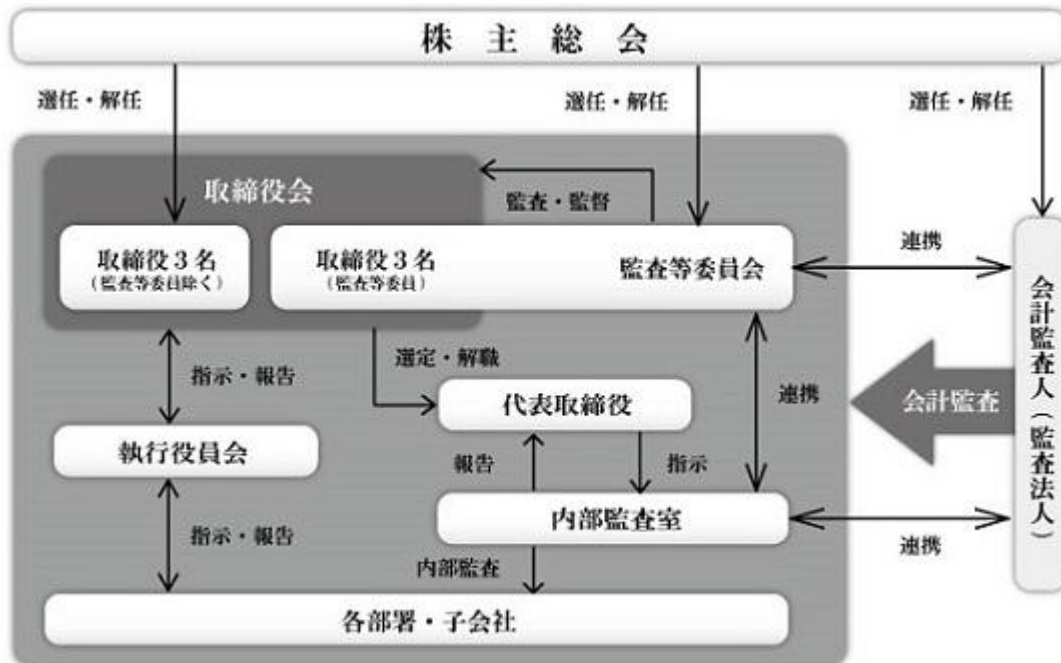 株主総会
選任・解任
選任・解任
選任・解任
取締役会
監査・監督
取締役3名
(監査等委員除く)
取締役3名
(監査等委員)
監査等委員会
連携
会計監査人(監査法人)
指示・報告
選定・解職
代表取締役
連携
会計監査
執行役員会
報告
指示
内部監査室
指示・報告
連携
内部監査
各部署・子会社